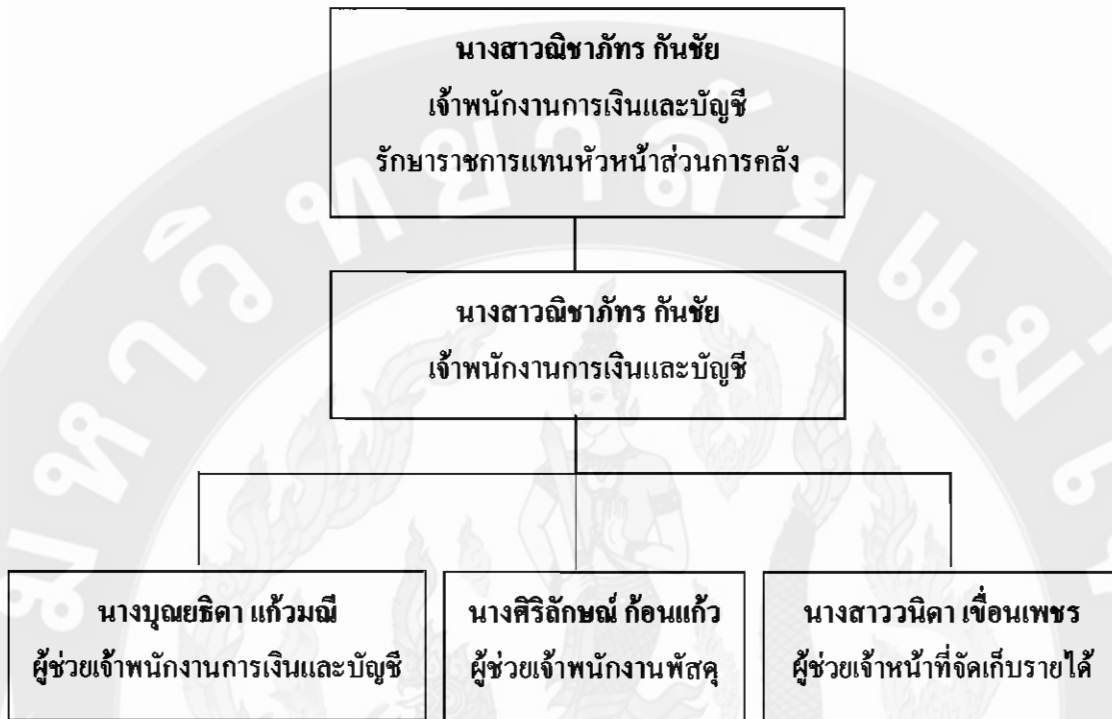 นางสาวณิชาภัทร กันชัย
เจ้าพนักงานการเงินและบัญชี
รักษาราชการแทนหัวหน้าส่วนการคลัง
นางสาวณิชาภัทร กันชัย
เจ้าพนักงานการเงินและบัญชี
นางบุณยธิดา แก้วมณี
ผู้ช่วยเจ้าพนักงานการเงินและบัญชี
นางศิริลักษณ์ ก้อนแก้ว
ผู้ช่วยเจ้าพนักงานพัสดุ
นางสาววนิดา เขื่อนเพชร
ผู้ช่วยเจ้าหน้าที่จัดเก็บรายได้